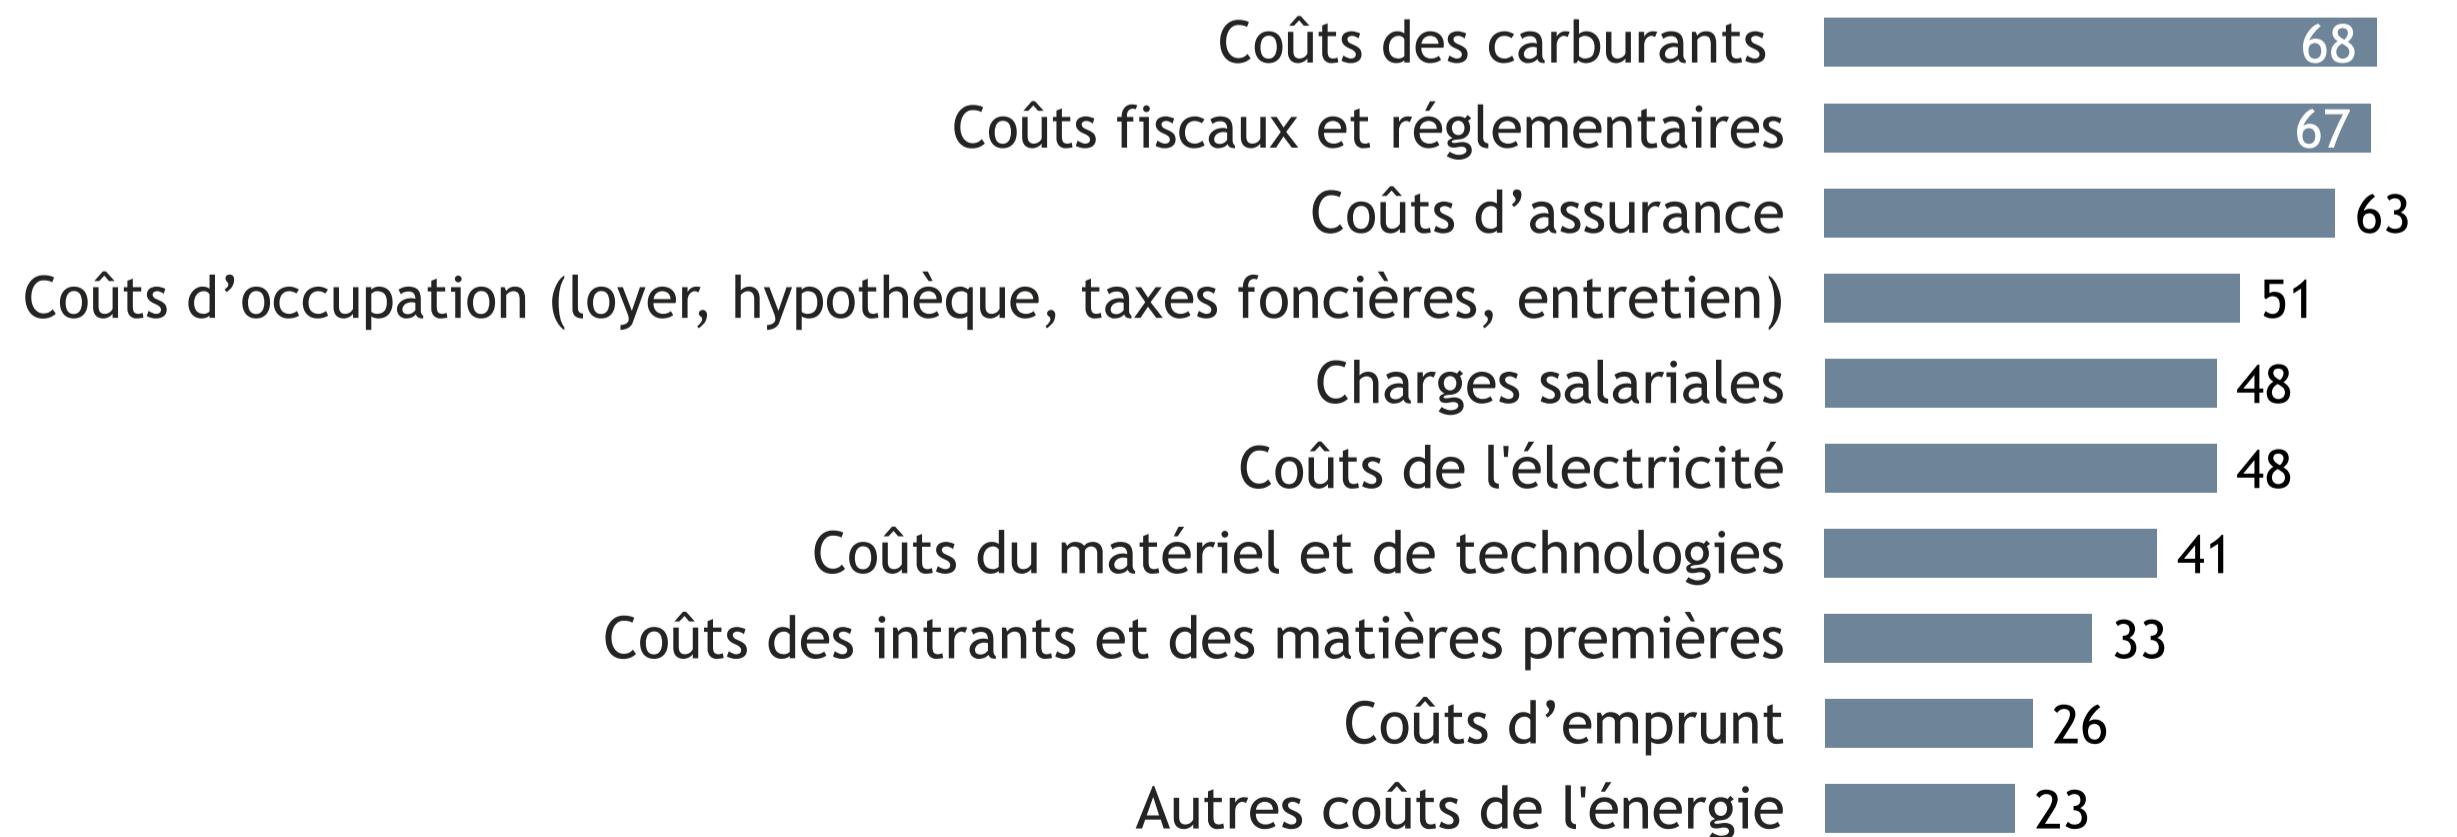 Coûts des carburants 68
Coûts fiscaux et réglementaires 67
Coûts d’assurance 63
Coûts d’occupation (loyer, hypothèque, taxes foncières, entretien) 51
Charges salariales 48
Coûts de l'électricité 48
Coûts du matériel et de technologies 41
Coûts des intrants et des matières premières 33
Coûts d’emprunt 26
Autres coûts de l'énergie 23